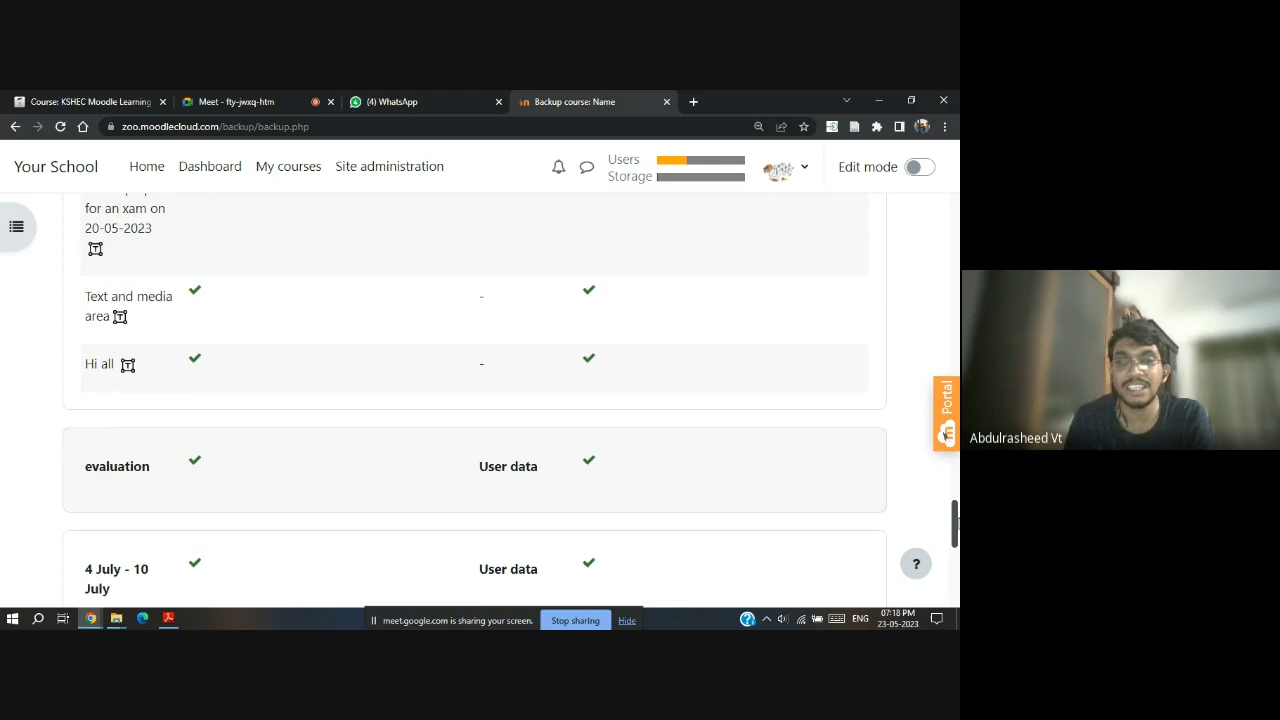 Course: KSHEC Moodle Learning
Meet - fty-jwxq-htm
(4) WhatsApp
Backup course: Name
zoo.moodlecloud.com/backup/backup.php
Your School
Home
Dashboard
My courses
Site administration
Users
Storage
Edit mode
for an xam on
20-05-2023
Text and media
area
-
Hi all
-
Portal
Abdulrasheed Vt
evaluation
User data
4 July - 10
July
User data
?
meet.google.com is sharing your screen.
Stop sharing
Hide
ENG
07:18 PM
23-05-2023